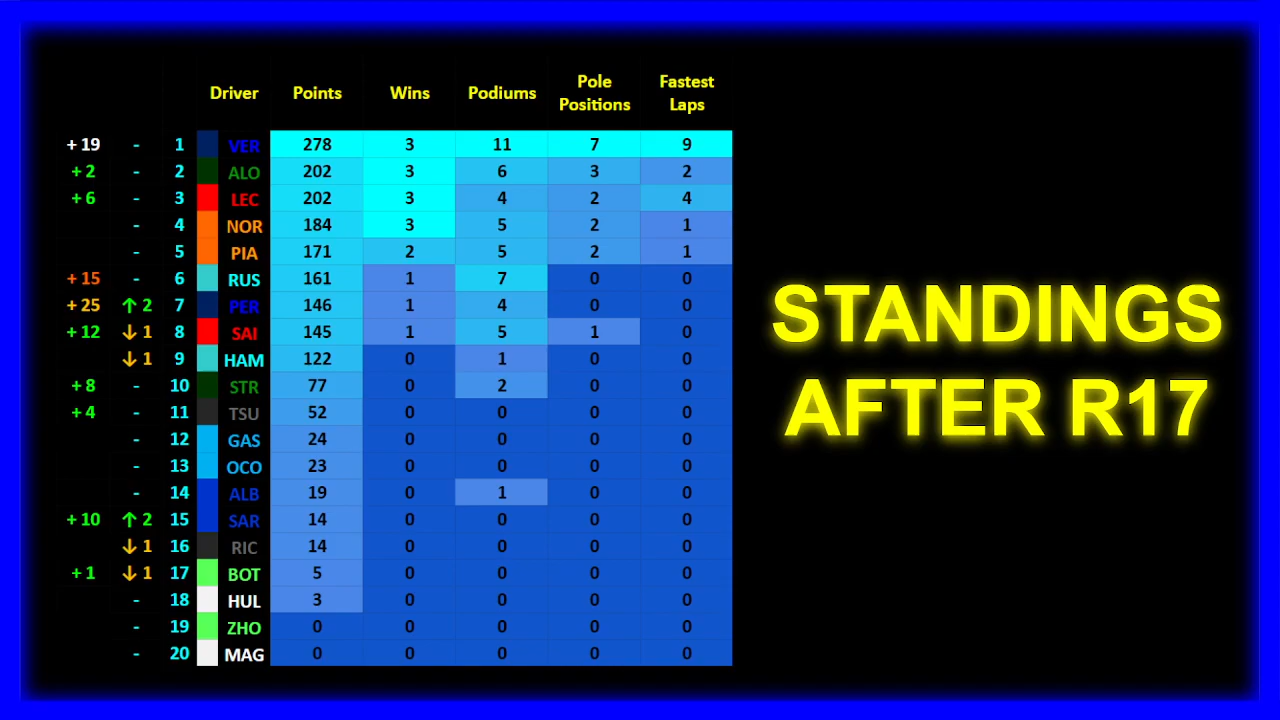 Driver Points Wins Podiums Pole Positions Fastest Laps
+ 19 - 1 VER 278 3 11 7 9
+ 2 - 2 ALO 202 3 6 3 2
+ 6 - 3 LEC 202 3 4 2 4
- 4 NOR 184 3 5 2 1
- 5 PIA 171 2 5 2 1
+ 15 - 6 RUS 161 1 7 0 0
+ 25 ↑ 2 7 PER 146 1 4 0 0
+ 12 ↓ 1 8 SAI 145 1 5 1 0
↓ 1 9 HAM 122 0 1 0 0
+ 8 - 10 STR 77 0 2 0 0
+ 4 - 11 TSU 52 0 0 0 0
- 12 GAS 24 0 0 0 0
- 13 OCO 23 0 0 0 0
- 14 ALB 19 0 1 0 0
+ 10 ↑ 2 15 SAR 14 0 0 0 0
↓ 1 16 RIC 14 0 0 0 0
+ 1 ↓ 1 17 BOT 5 0 0 0 0
- 18 HUL 3 0 0 0 0
- 19 ZHO 0 0 0 0 0
- 20 MAG 0 0 0 0 0
STANDINGS
AFTER R17